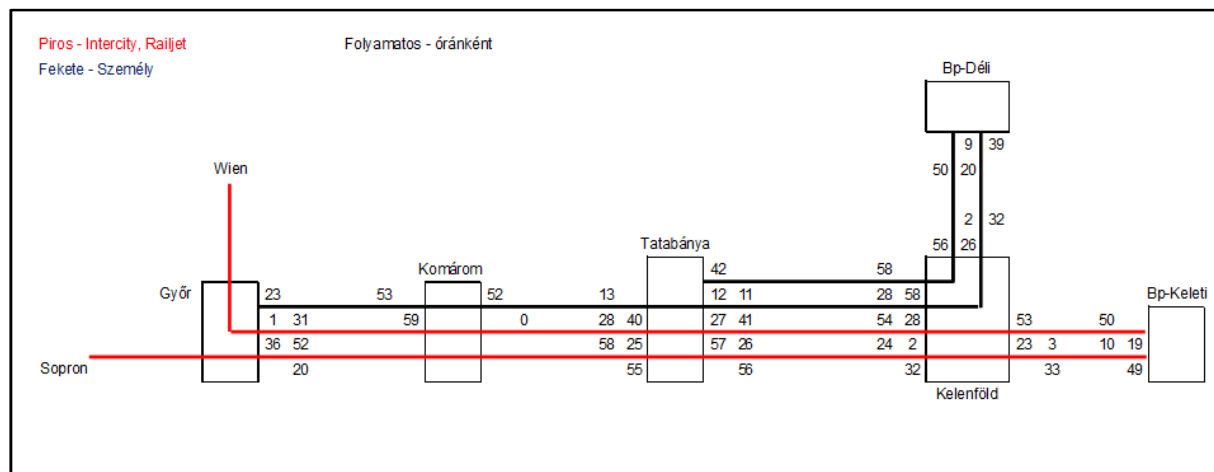 Piros - Intercity, Railjet Folyamatos - óránként
Fekete - Személy Bp-Déli
9 39
Wien 50 20
2 32
Tatabánya 56 26
Komárom 42 58
Győr 23 53 52 13 12 11 28 58 Bp-Keleti
1 31 59 0 28 40 27 41 54 28 53 50
36 52 58 25 57 26 24 2 23 3 10 19
Sopron 20 55 56 32 33 49
Kelenföld